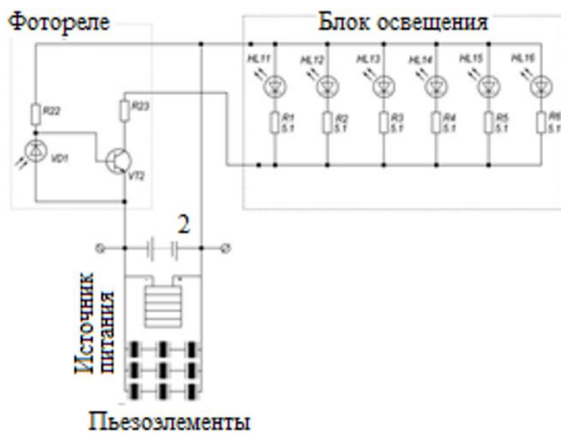 Фотореле
Блок освещения
HL11
HL12
HL13
HL14
HL15
HL16
R22
R23
R1
5.1
R2
5.1
R3
5.1
R4
5.1
R5
5.1
R6
5.1
VD1
VT2
2
Источник
питания
Пьезоэлементы